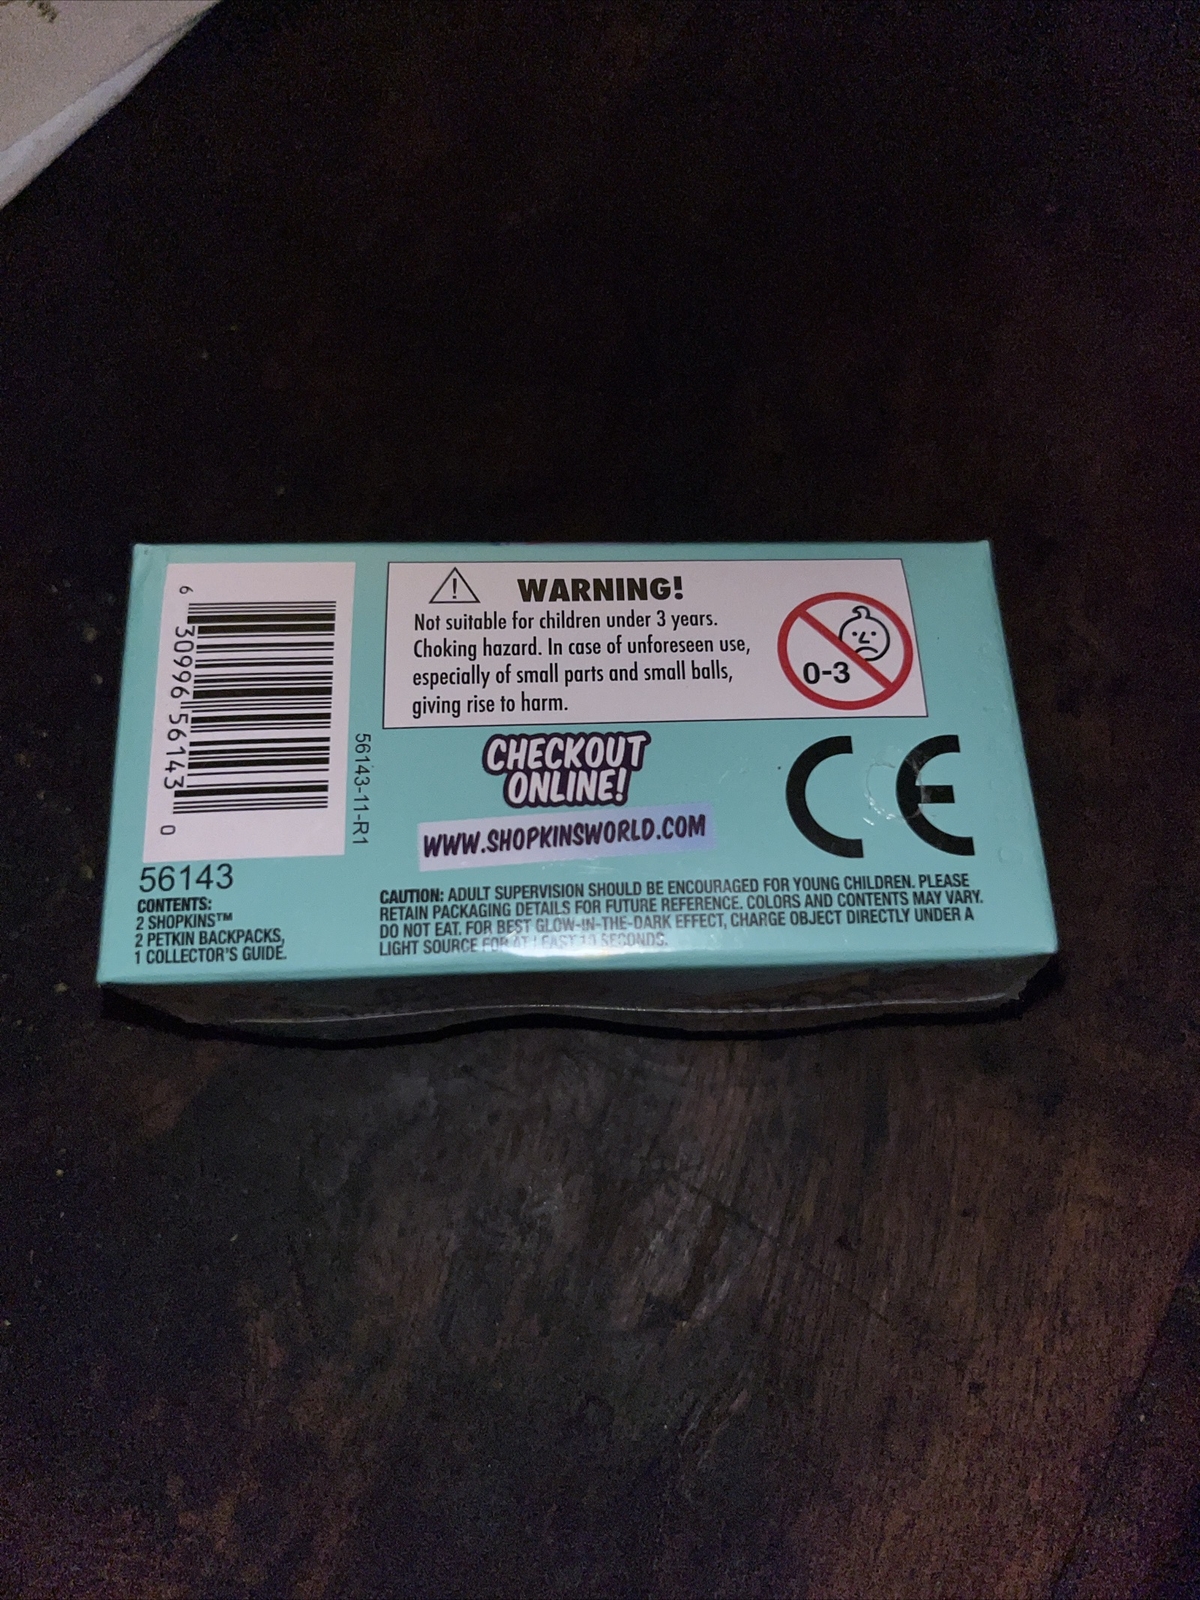 6 30996 56143 0
56143-11-R1
56143
CONTENTS:
2 SHOPKINS™
2 PETKIN BACKPACKS,
1 COLLECTOR'S GUIDE.
WARNING!
Not suitable for children under 3 years.
Choking hazard. In case of unforeseen use,
especially of small parts and small balls,
giving rise to harm.
0-3
CHECKOUT
ONLINE!
WWW.SHOPKINSWORLD.COM
CE
CAUTION: ADULT SUPERVISION SHOULD BE ENCOURAGED FOR YOUNG CHILDREN. PLEASE
RETAIN PACKAGING DETAILS FOR FUTURE REFERENCE. COLORS AND CONTENTS MAY VARY.
DO NOT EAT. FOR BEST GLOW-IN-THE-DARK EFFECT, CHARGE OBJECT DIRECTLY UNDER A
LIGHT SOURCE FOR AT LEAST 10 SECONDS.